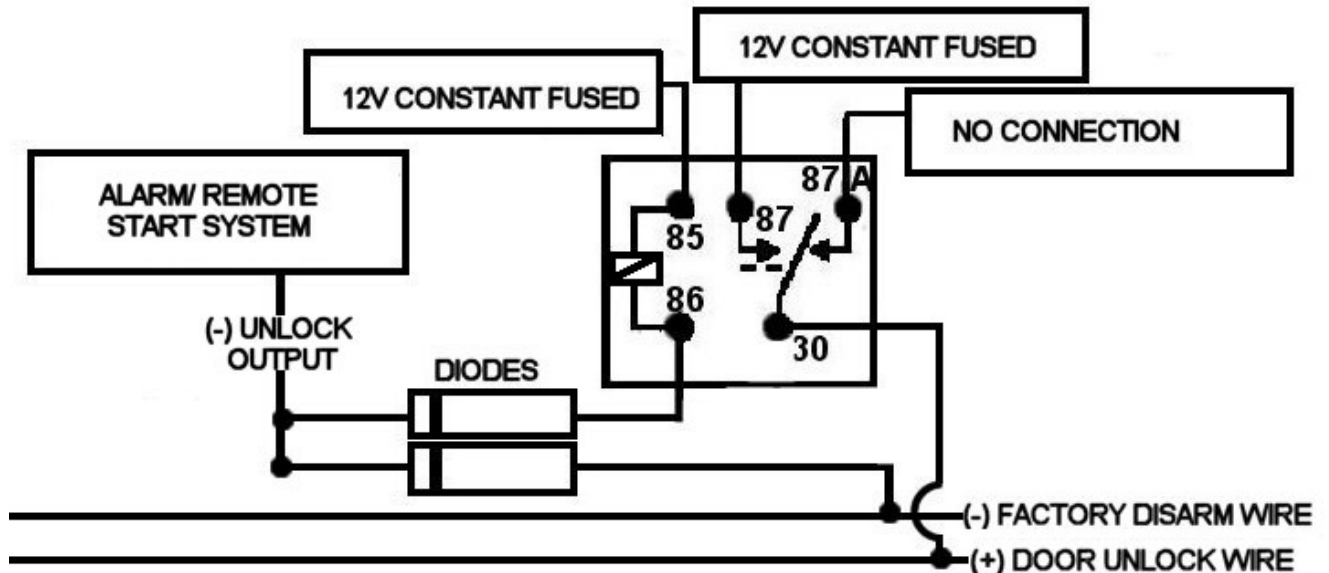 12V CONSTANT FUSED
12V CONSTANT FUSED
NO CONNECTION
ALARM/ REMOTE
START SYSTEM
87 A
87
85
86
30
(-) UNLOCK
OUTPUT
DIODES
(-) FACTORY DISARM WIRE
(+) DOOR UNLOCK WIRE